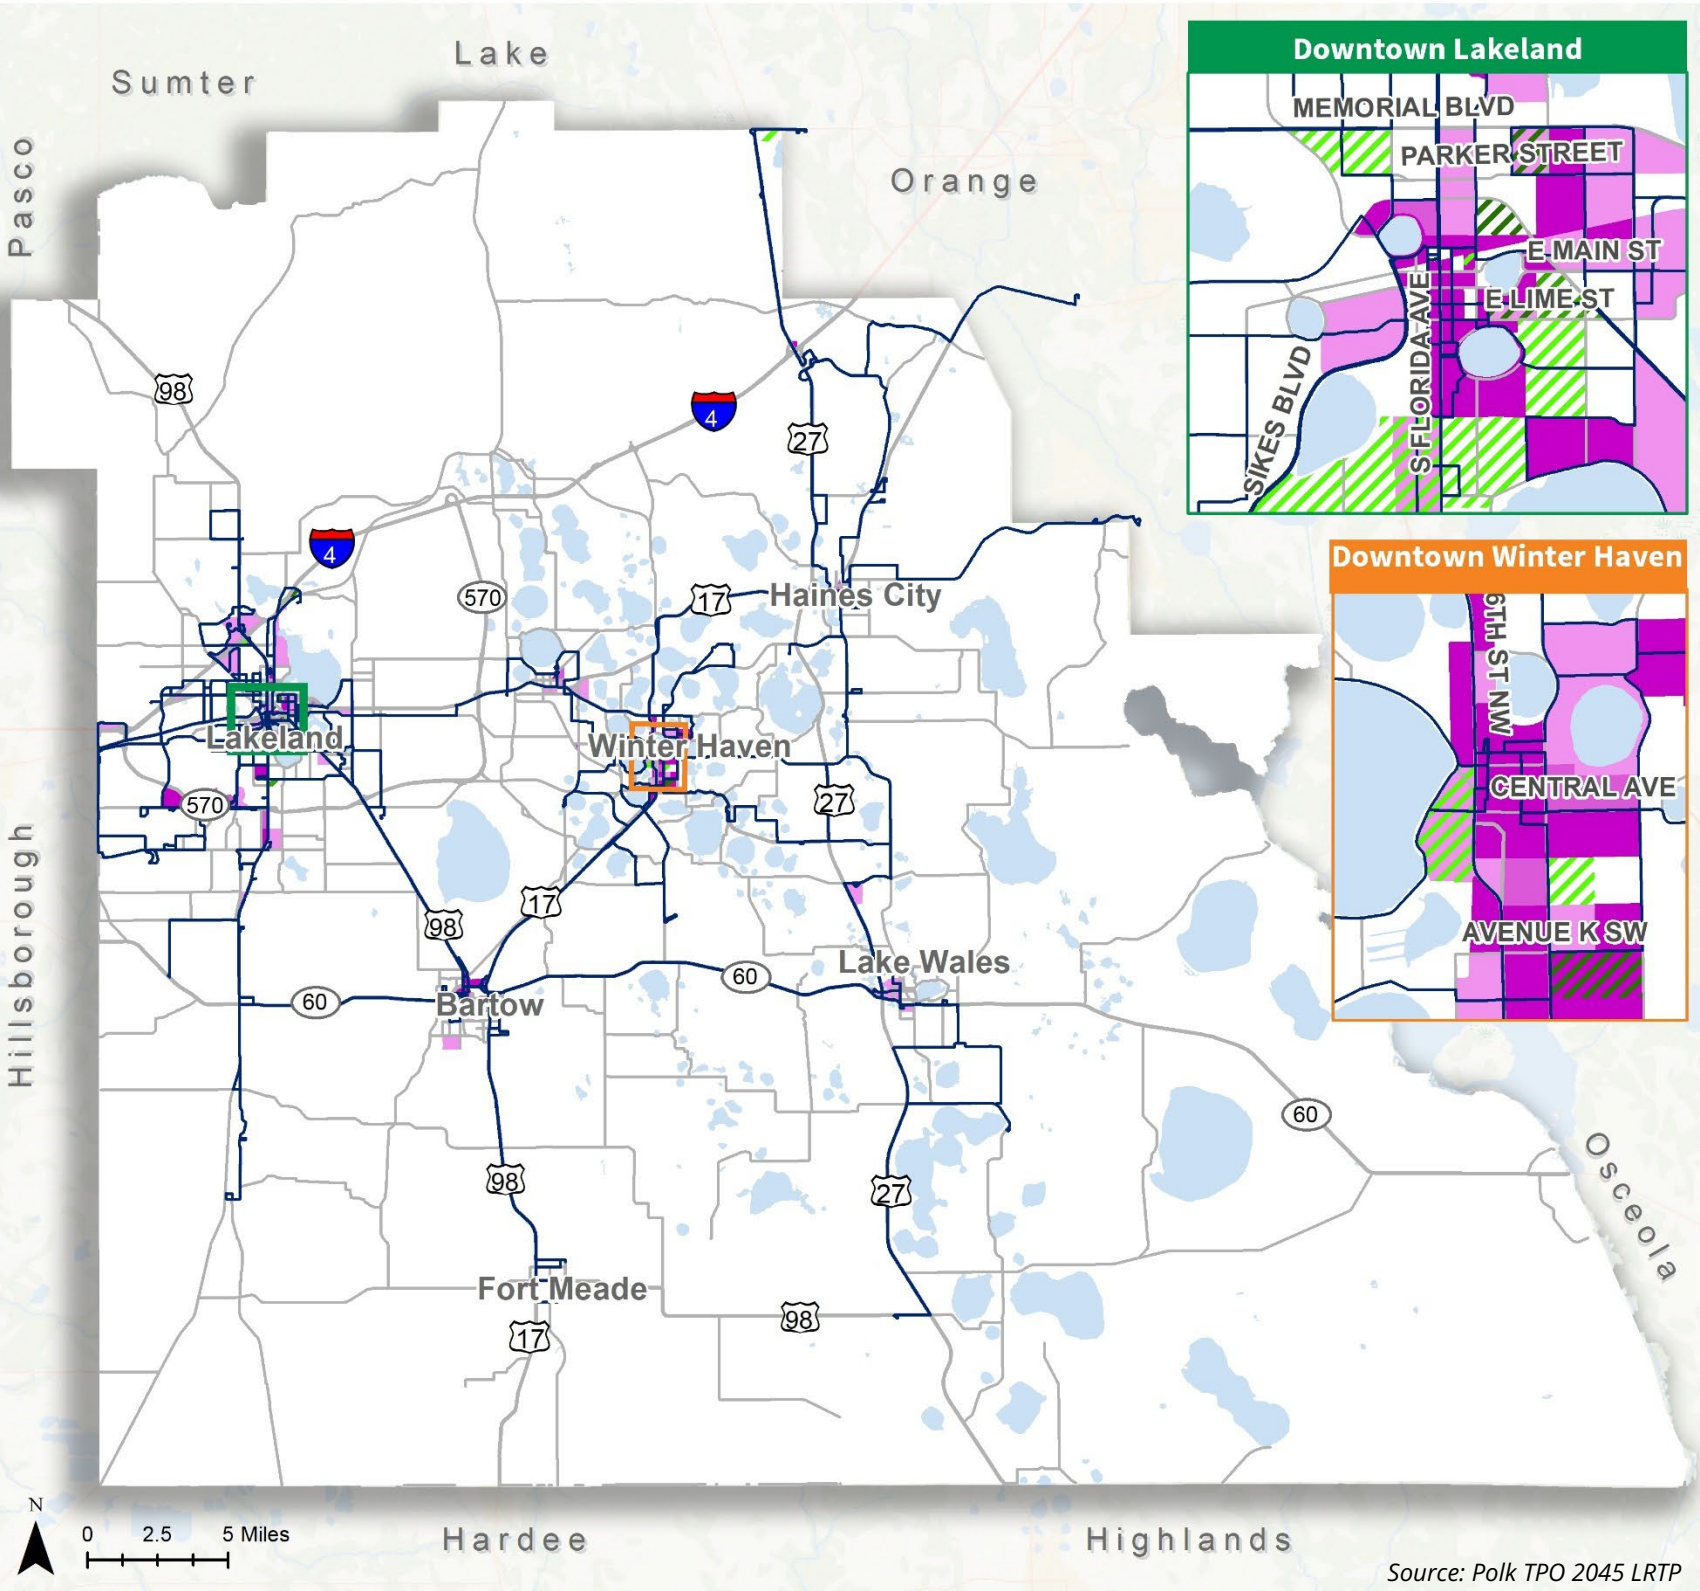 Downtown Lakeland
Lake
Sumter
MEMORIAL BLVD
Pasco
PARKER STREET
Orange
E MAIN ST
E LIME ST
S FLORIDA AVE
SIKES BLVD
98
4
27
4
Downtown Winter Haven
570
17
Haines City
6TH ST NW
Lakeland
Winter Haven
CENTRAL AVE
570
27
Hillsborough
17
98
AVENUE K SW
Lake Wales
60
60
Bartow
60
Osceola
98
27
Fort Meade
98
17
N
0 2.5 5 Miles
Hardee
Highlands
Source: Polk TPO 2045 LRTP